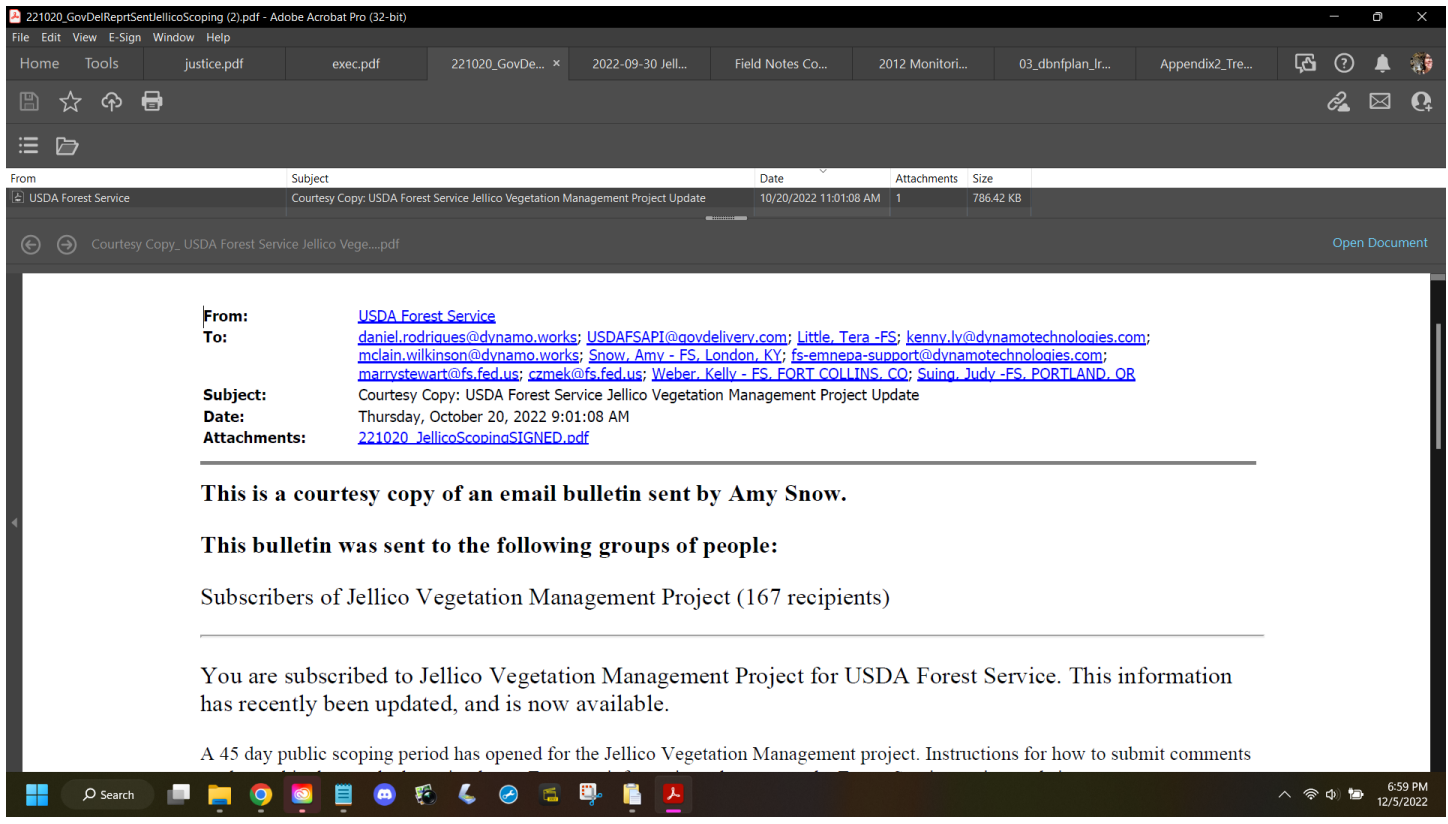 221020_GovDelReprtSentJellicoScoping (2).pdf - Adobe Acrobat Pro (32-bit)
File Edit View E-Sign Window Help
Home Tools justice.pdf exec.pdf 221020_GovDe... × 2022-09-30 Jell... Field Notes Co... 2012 Monitori... 03_dbnfplan_lr... Appendix2_Tre...
From Subject Date Attachments Size
USDA Forest Service Courtesy Copy: USDA Forest Service Jellico Vegetation Management Project Update 10/20/2022 11:01:08 AM 1 786.42 KB
Courtesy Copy_ USDA Forest Service Jellico Vege....pdf Open Document
From: USDA Forest Service
To: daniel.rodrigues@dynamo.works; USDAFSAPI@govdelivery.com; Little, Tera -FS; kenny.ly@dynamotechnologies.com;
mclain.wilkinson@dynamo.works; Snow, Amy - FS, London, KY; fs-emnepa-support@dynamotechnologies.com;
marrystewart@fs.fed.us; czmek@fs.fed.us; Weber, Kelly - FS, FORT COLLINS, CO; Suing, Judy -FS, PORTLAND, OR
Subject: Courtesy Copy: USDA Forest Service Jellico Vegetation Management Project Update
Date: Thursday, October 20, 2022 9:01:08 AM
Attachments: 221020_JellicoScopingSIGNED.pdf
This is a courtesy copy of an email bulletin sent by Amy Snow.
This bulletin was sent to the following groups of people:
Subscribers of Jellico Vegetation Management Project (167 recipients)
You are subscribed to Jellico Vegetation Management Project for USDA Forest Service. This information
has recently been updated, and is now available.
A 45 day public scoping period has opened for the Jellico Vegetation Management project. Instructions for how to submit comments
Search
6:59 PM
12/5/2022